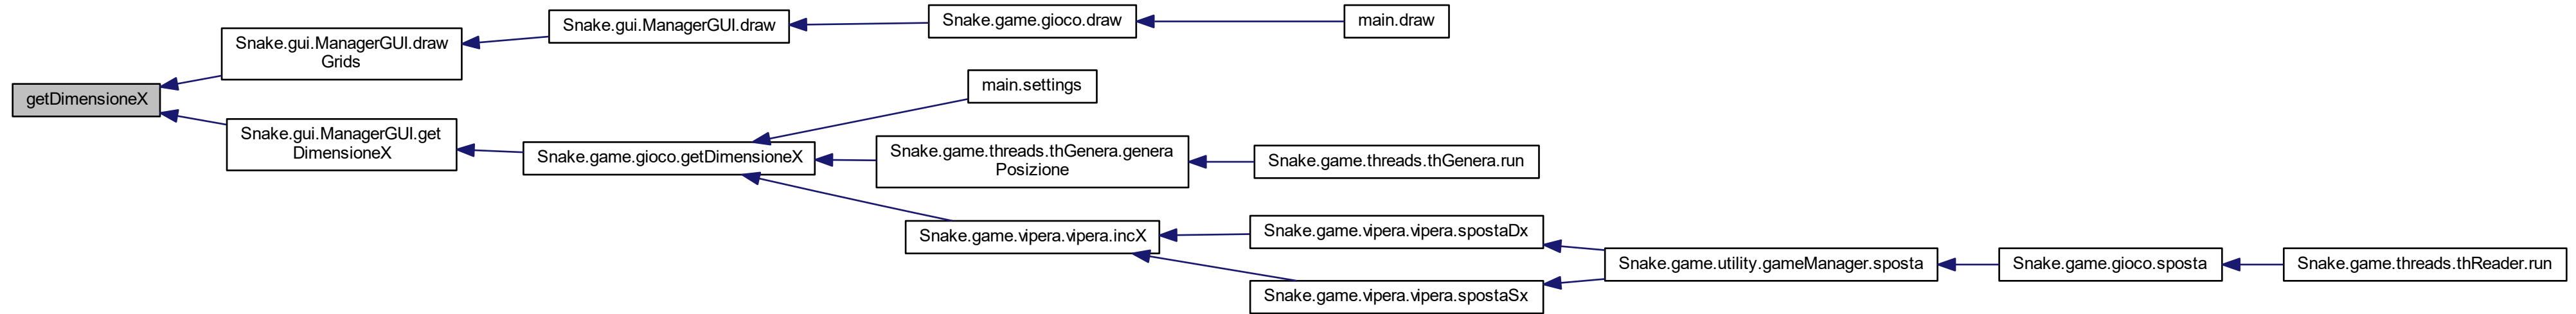 getDimensioneX
Snake.gui.ManagerGUI.draw
Grids
Snake.gui.ManagerGUI.draw
Snake.game.gioco.draw
main.draw
Snake.gui.ManagerGUI.get
DimensioneX
Snake.game.gioco.getDimensioneX
main.settings
Snake.game.threads.thGenera.genera
Posizione
Snake.game.threads.thGenera.run
Snake.game.vipera.vipera.incX
Snake.game.vipera.vipera.spostaDx
Snake.game.vipera.vipera.spostaSx
Snake.game.utility.gameManager.sposta
Snake.game.gioco.sposta
Snake.game.threads.thReader.run